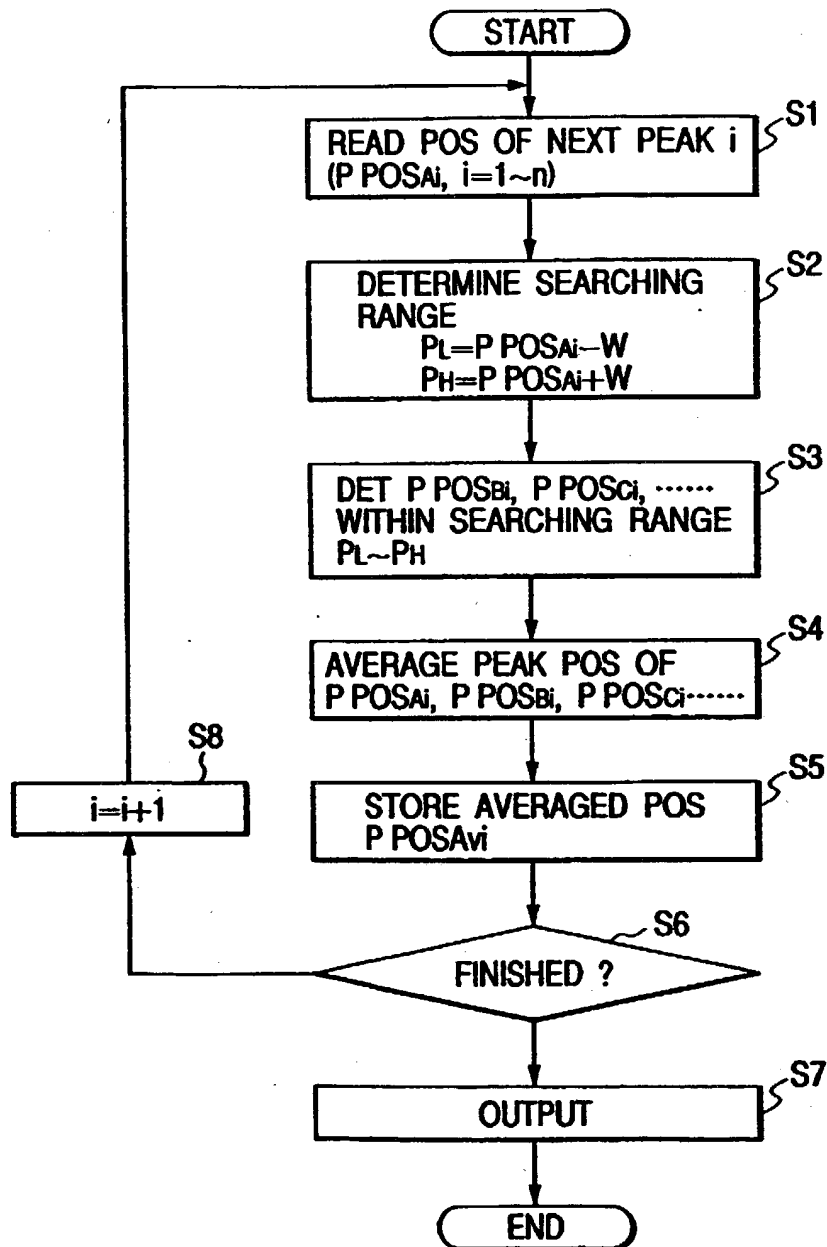 START
S1
READ POS OF NEXT PEAK i
(P POSAi, i=1~n)
S2
DETERMINE SEARCHING
RANGE
PL=P POSAi−W
PH=P POSAi+W
S3
DET P POSBi, P POSCi, ······
WITHIN SEARCHING RANGE
PL~PH
S4
AVERAGE PEAK POS OF
P POSAi, P POSBi, P POSCi······
S8
i=i+1
S5
STORE AVERAGED POS
P POSAvi
S6
FINISHED ?
S7
OUTPUT
END